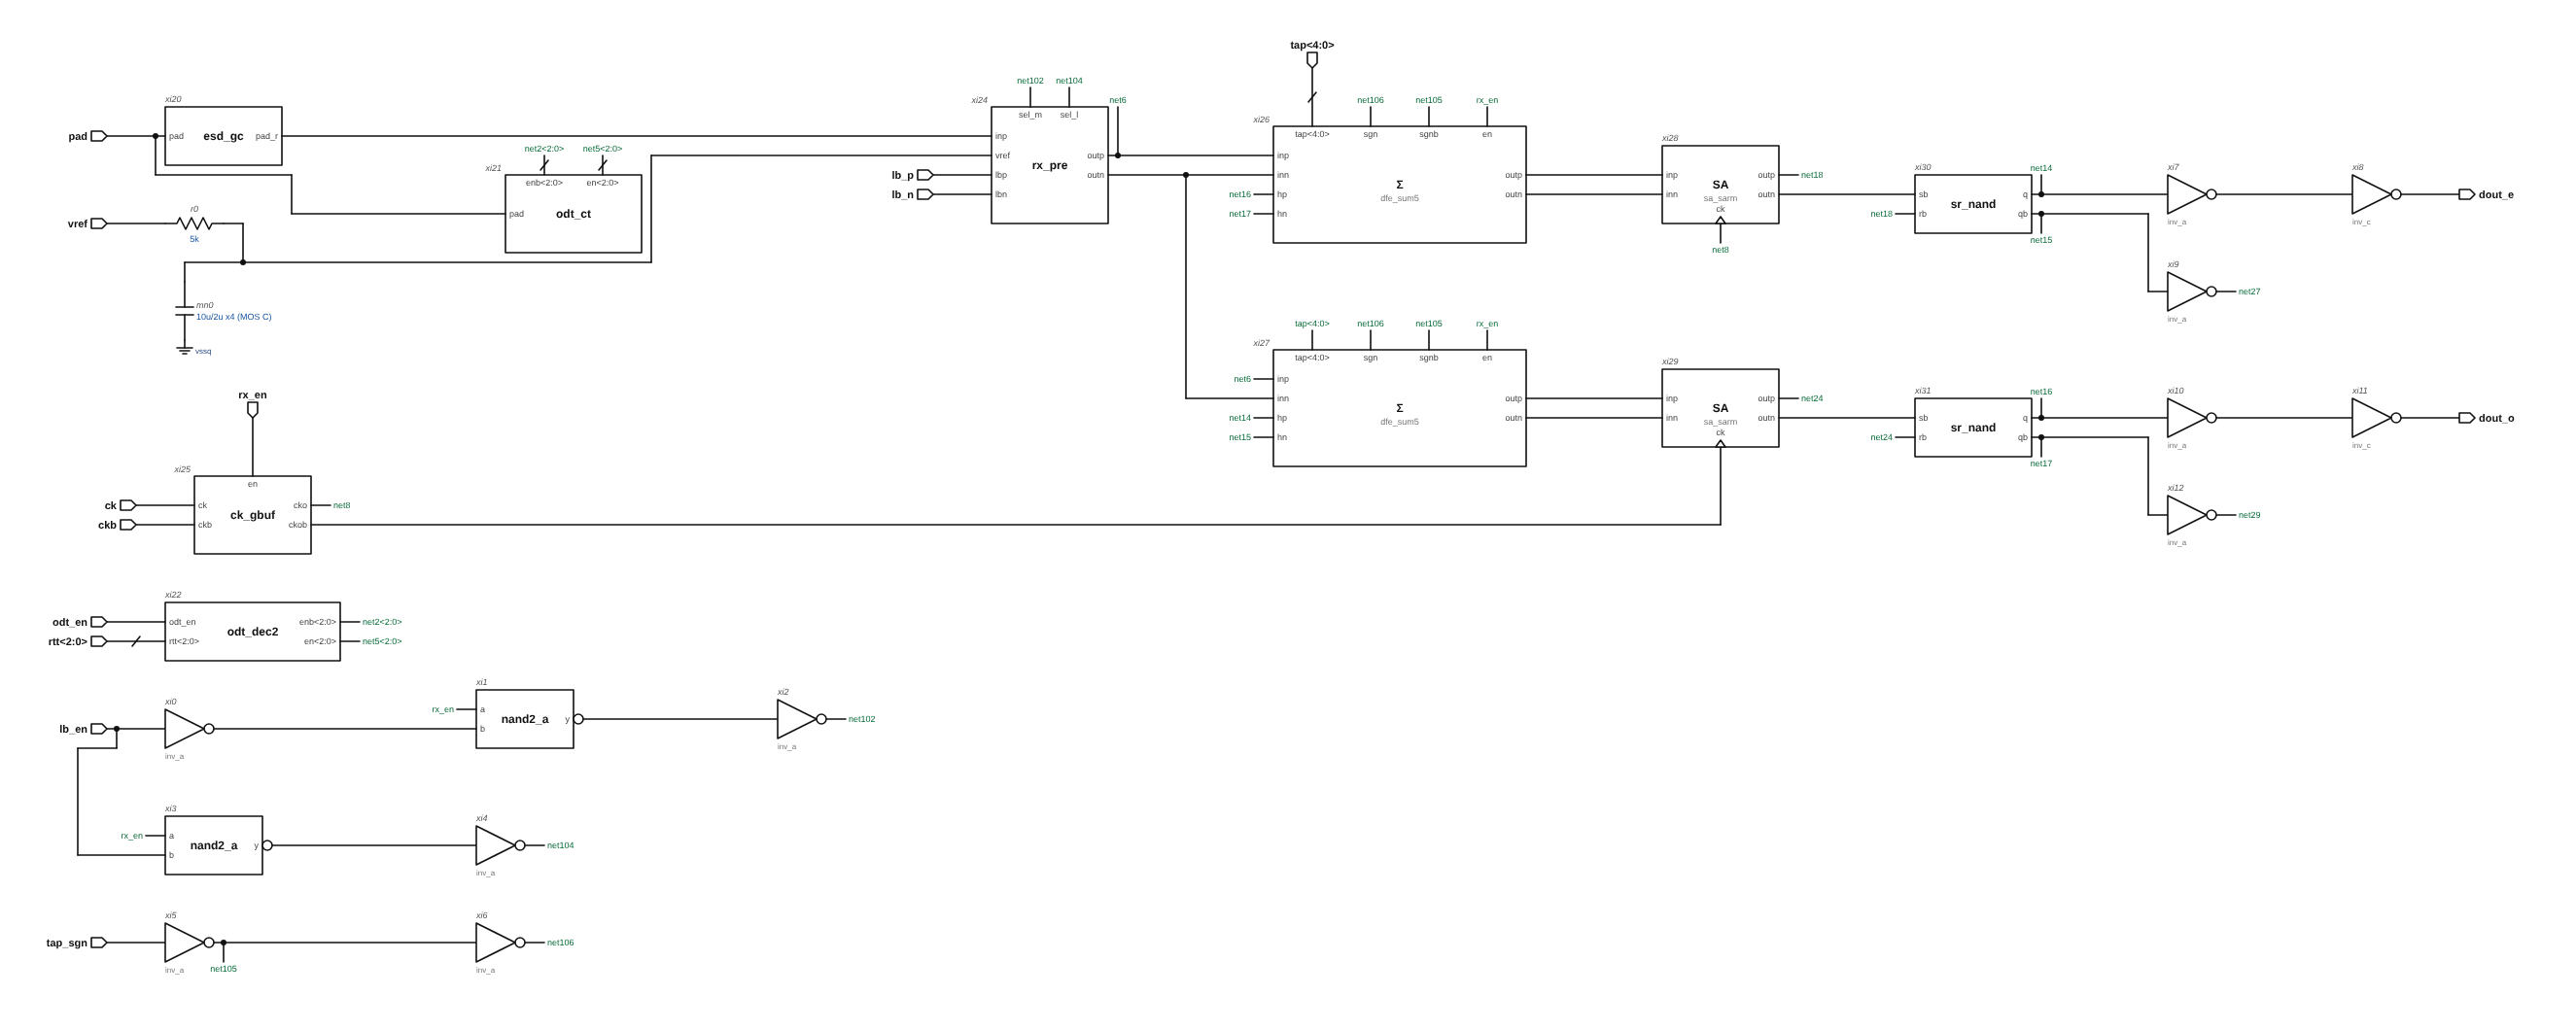 tap<4:0>
net102 net104
xi20 xi24 net6 net106 net105 rx_en
sel_m sel_l
xi26
pad pad esd_gc pad_r inp tap<4:0> sgn sgnb en
xi28
net2<2:0> net5<2:0>
vref outp inp
xi21 rx_pre xi30 net14 xi7 xi8
lb_p lbp outn inn outp inp SA outp net18
enb<2:0> en<2:0> Σ
lb_n lbn net16 hp dfe_sum5 outn inn sa_sarm outn sb q dout_e
r0 sr_nand
pad odt_ct net17 hn ck net18 rb qb
vref inv_a inv_c
5k net15
net8
xi9
net27
mn0
10u/2u x4 (MOS C)
inv_a
tap<4:0> net106 net105 rx_en
xi27
vssq
tap<4:0> sgn sgnb en
xi29
net6 inp
xi31 net16 xi10 xi11
rx_en
inn outp inp SA outp net24
Σ
net14 hp dfe_sum5 outn inn sa_sarm outn sb q dout_o
sr_nand
ck
net15 hn net24 rb qb
inv_a inv_c
net17
xi25
en
xi12
ck ck cko net8
ck_gbuf net29
ckb ckb ckob
inv_a
xi22
odt_en odt_en enb<2:0> net2<2:0>
odt_dec2
rtt<2:0> rtt<2:0> en<2:0> net5<2:0>
xi1
xi2
xi0
rx_en a
nand2_a y net102
lb_en b
inv_a
inv_a
xi3
xi4
rx_en a
nand2_a y net104
b
inv_a
xi5 xi6
tap_sgn net106
net105
inv_a inv_a